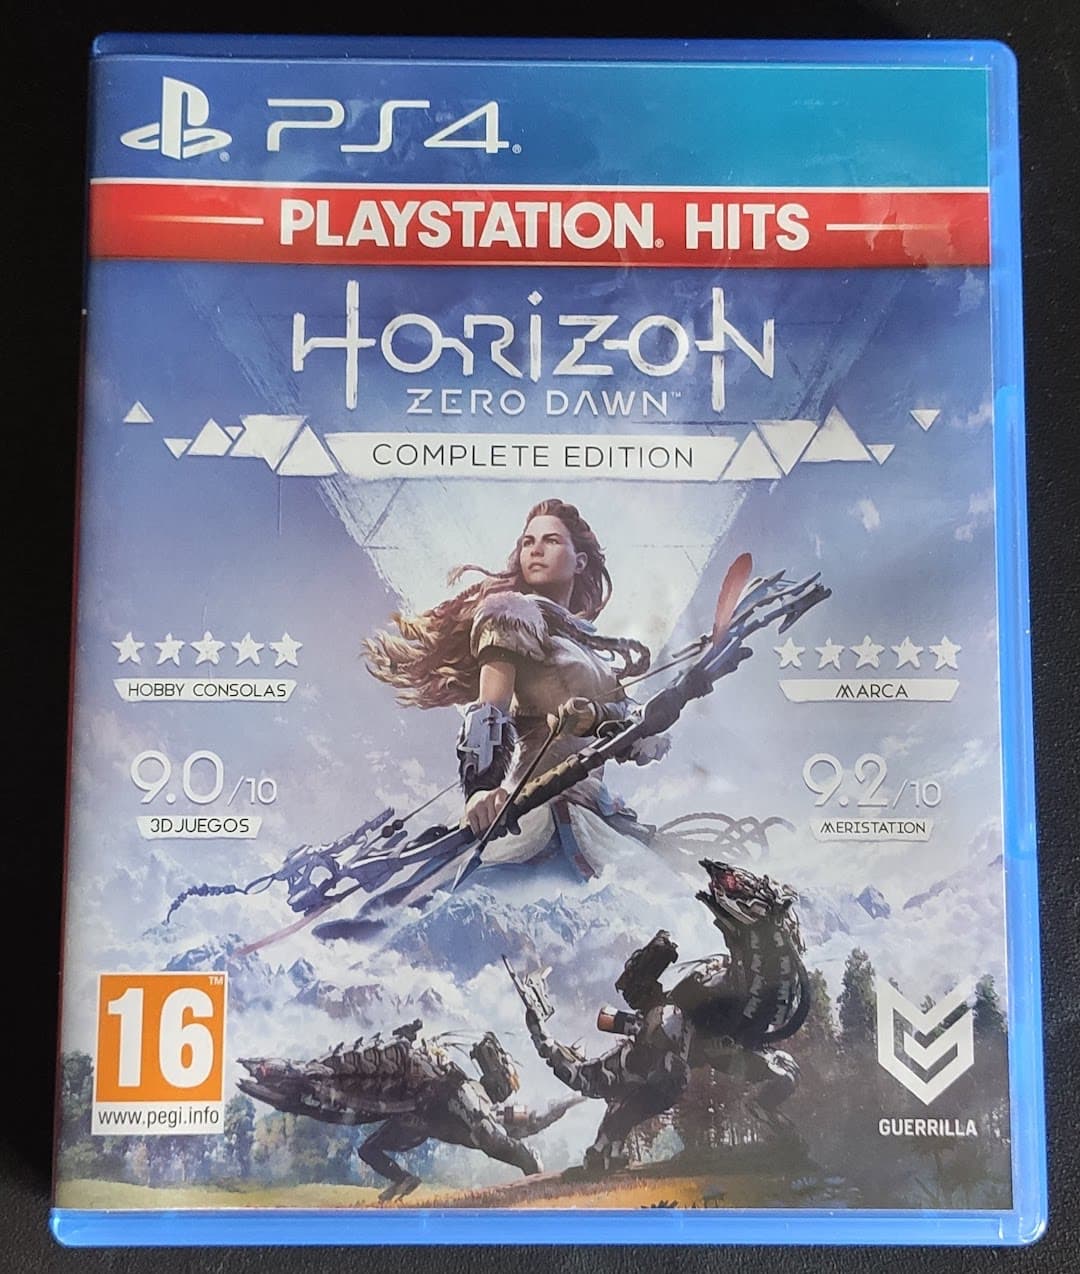 PS4
PLAYSTATION® HITS
HORIZON
ZERO DAWN™
COMPLETE EDITION
HOBBY CONSOLAS
MARCA
9.0/10
3DJUEGOS
9.2/10
MERISTATION
16™
www.pegi.info
GUERRILLA